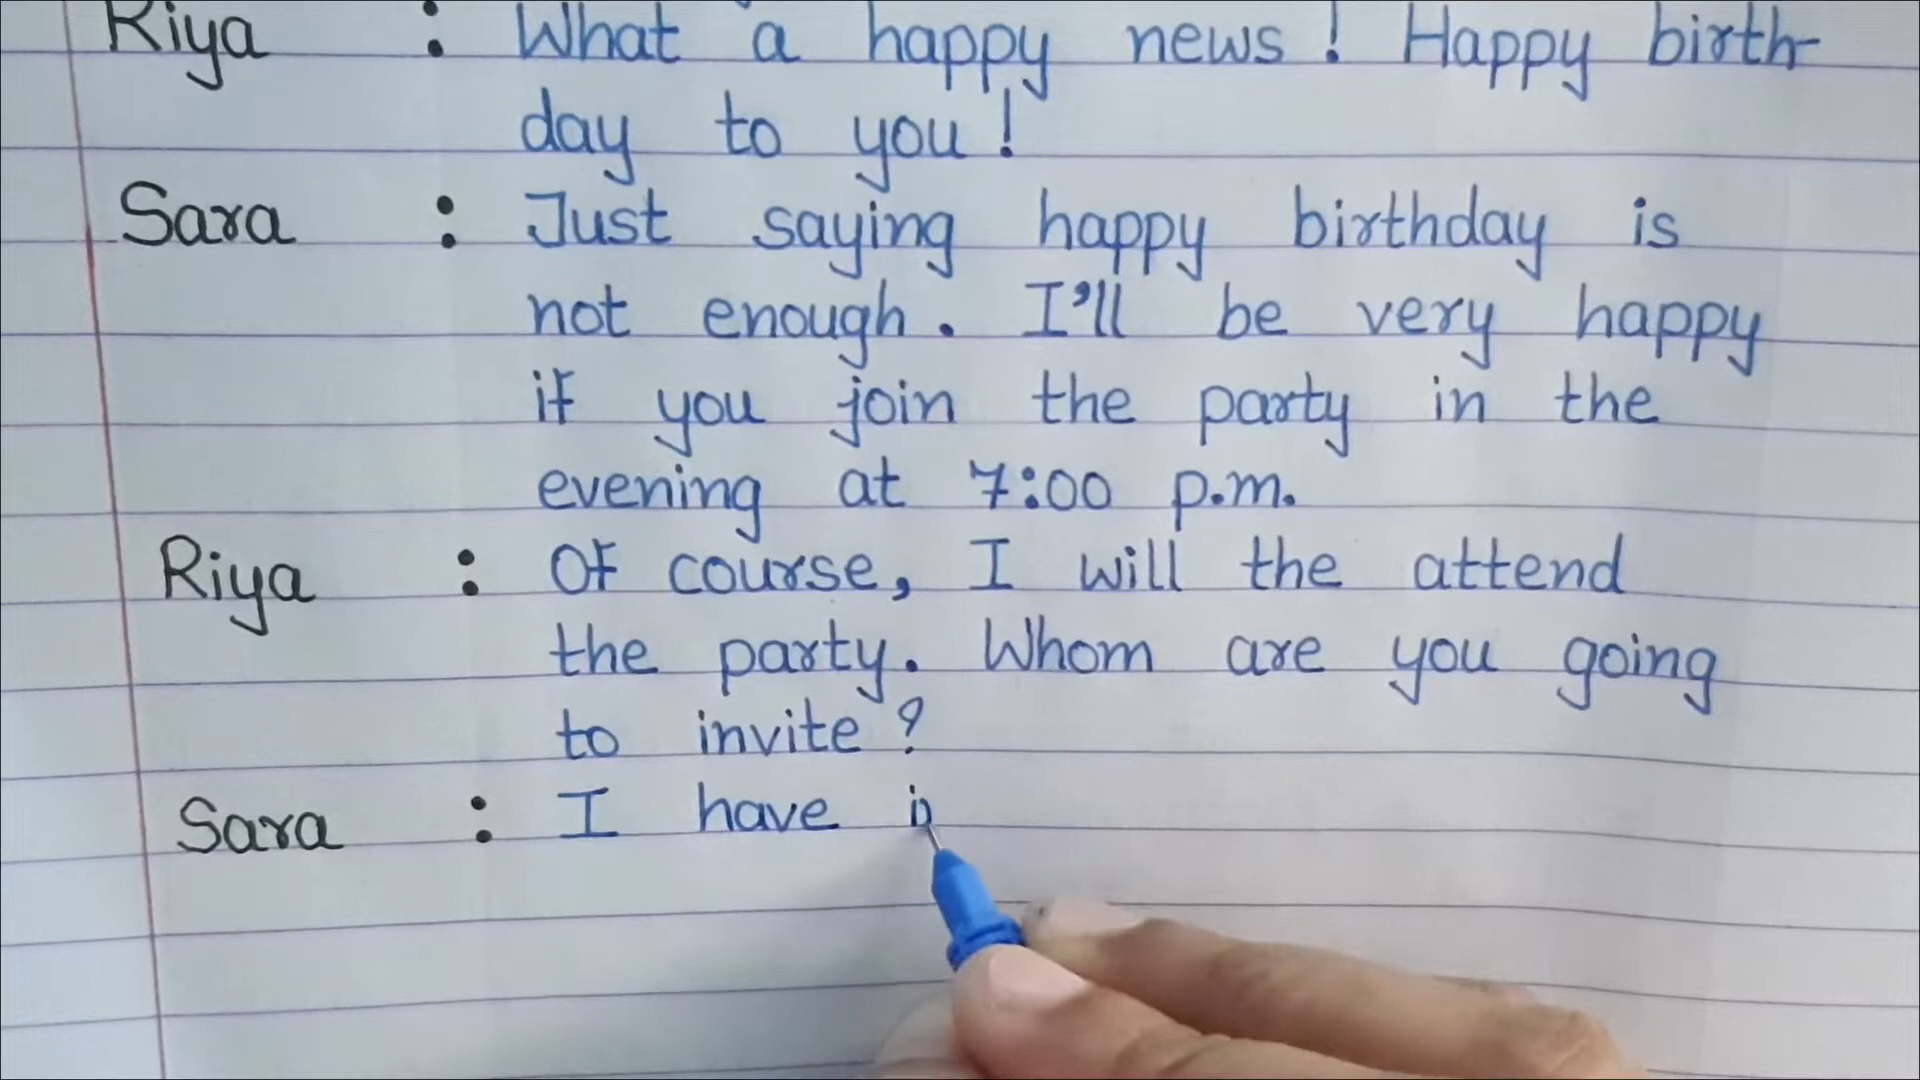 Riya : What a happy news! Happy birth-
day to you!
Sara : Just saying happy birthday is
not enough. I'll be very happy
if you join the party in the
evening at 7:00 p.m.
Riya : Of course, I will the attend
the party. Whom are you going
to invite?
Sara : I have